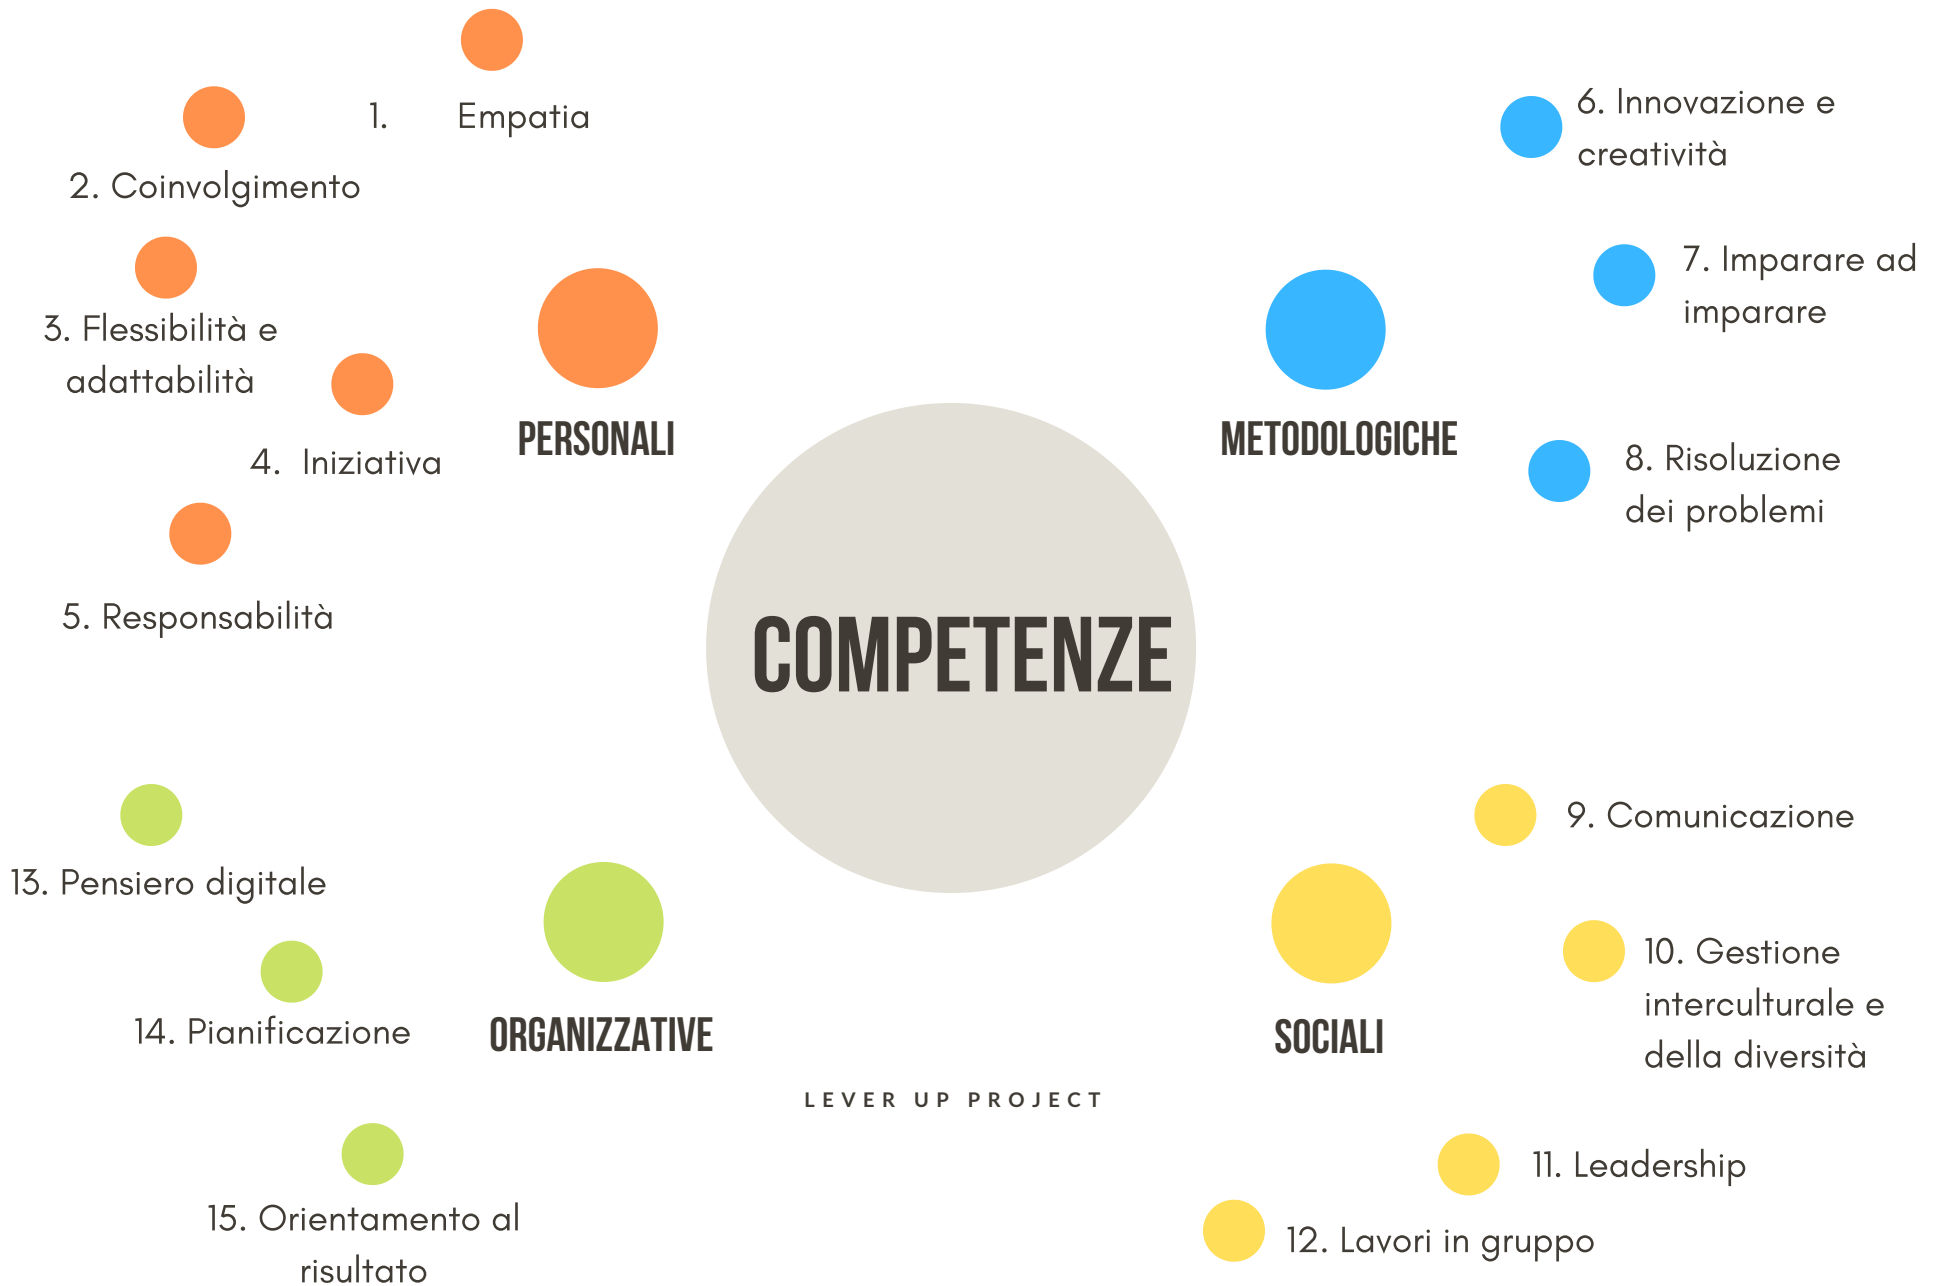 1. Empatia
2. Coinvolgimento
3. Flessibilità e
adattabilità
4. Iniziativa
5. Responsabilità
PERSONALI
6. Innovazione e
creatività
7. Imparare ad
imparare
8. Risoluzione
dei problemi
METODOLOGICHE
COMPETENZE
9. Comunicazione
10. Gestione
interculturale e
della diversità
11. Leadership
12. Lavori in gruppo
SOCIALI
13. Pensiero digitale
14. Pianificazione
15. Orientamento al
risultato
ORGANIZZATIVE
LEVER UP PROJECT